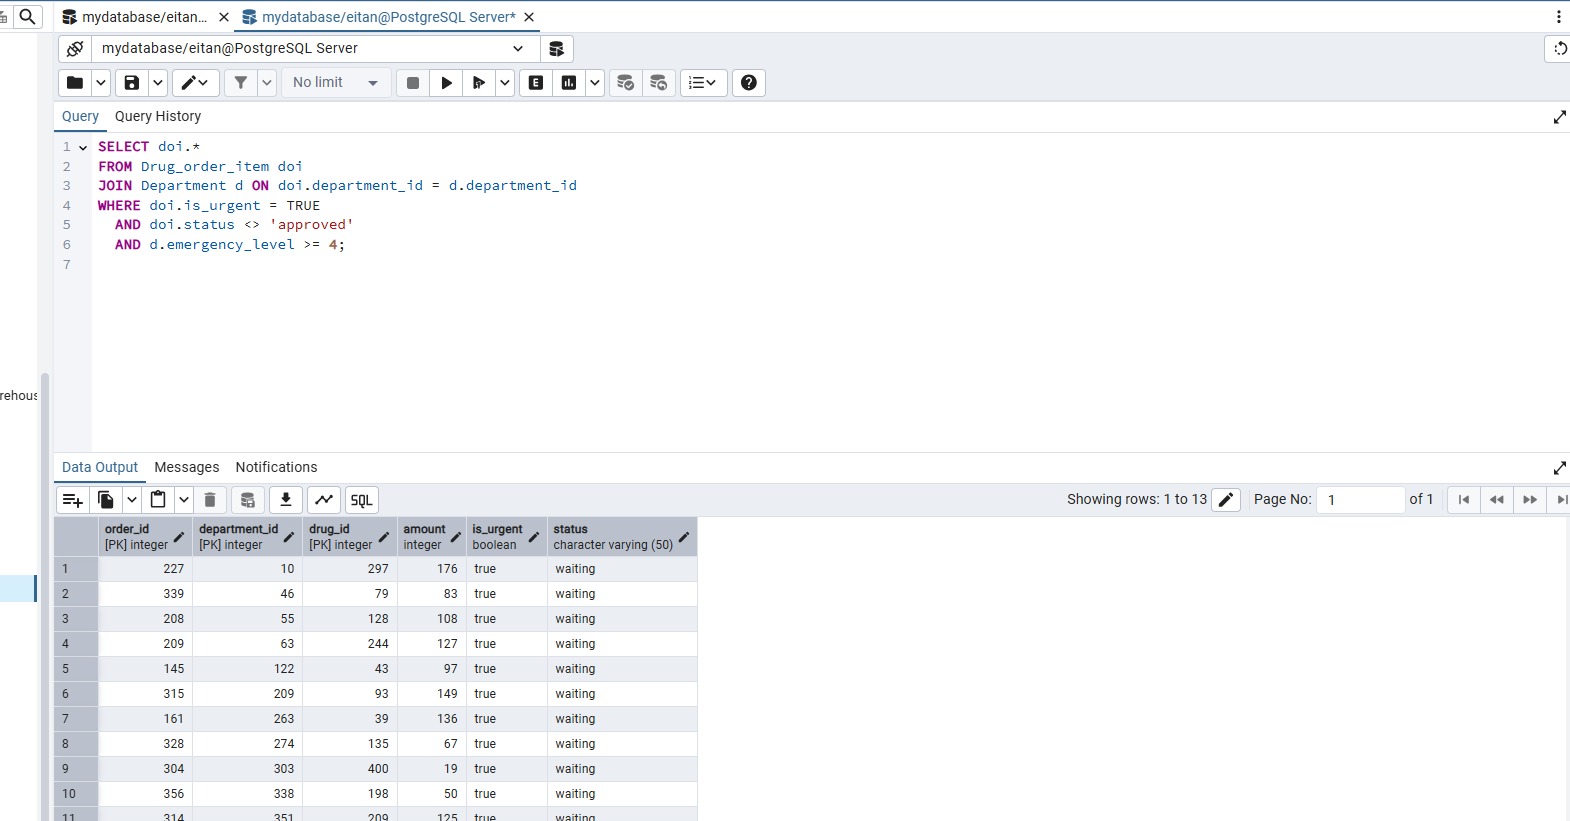 mydatabase/eitan...
mydatabase/eitan@PostgreSQL Server*
mydatabase/eitan@PostgreSQL Server
No limit
E
Query Query History
1 SELECT doi.*
2 FROM Drug_order_item doi
3 JOIN Department d ON doi.department_id = d.department_id
4 WHERE doi.is_urgent = TRUE
5 AND doi.status <> 'approved'
6 AND d.emergency_level >= 4;
7
rehous
Data Output Messages Notifications
SQL Showing rows: 1 to 13 Page No: 1 of 1
order_id department_id drug_id amount is_urgent status
[PK] integer [PK] integer [PK] integer integer boolean character varying (50)
1 227 10 297 176 true waiting
2 339 46 79 83 true waiting
3 208 55 128 108 true waiting
4 209 63 244 127 true waiting
5 145 122 43 97 true waiting
6 315 209 93 149 true waiting
7 161 263 39 136 true waiting
8 328 274 135 67 true waiting
9 304 303 400 19 true waiting
10 356 338 198 50 true waiting
11 314 351 209 125 true waiting